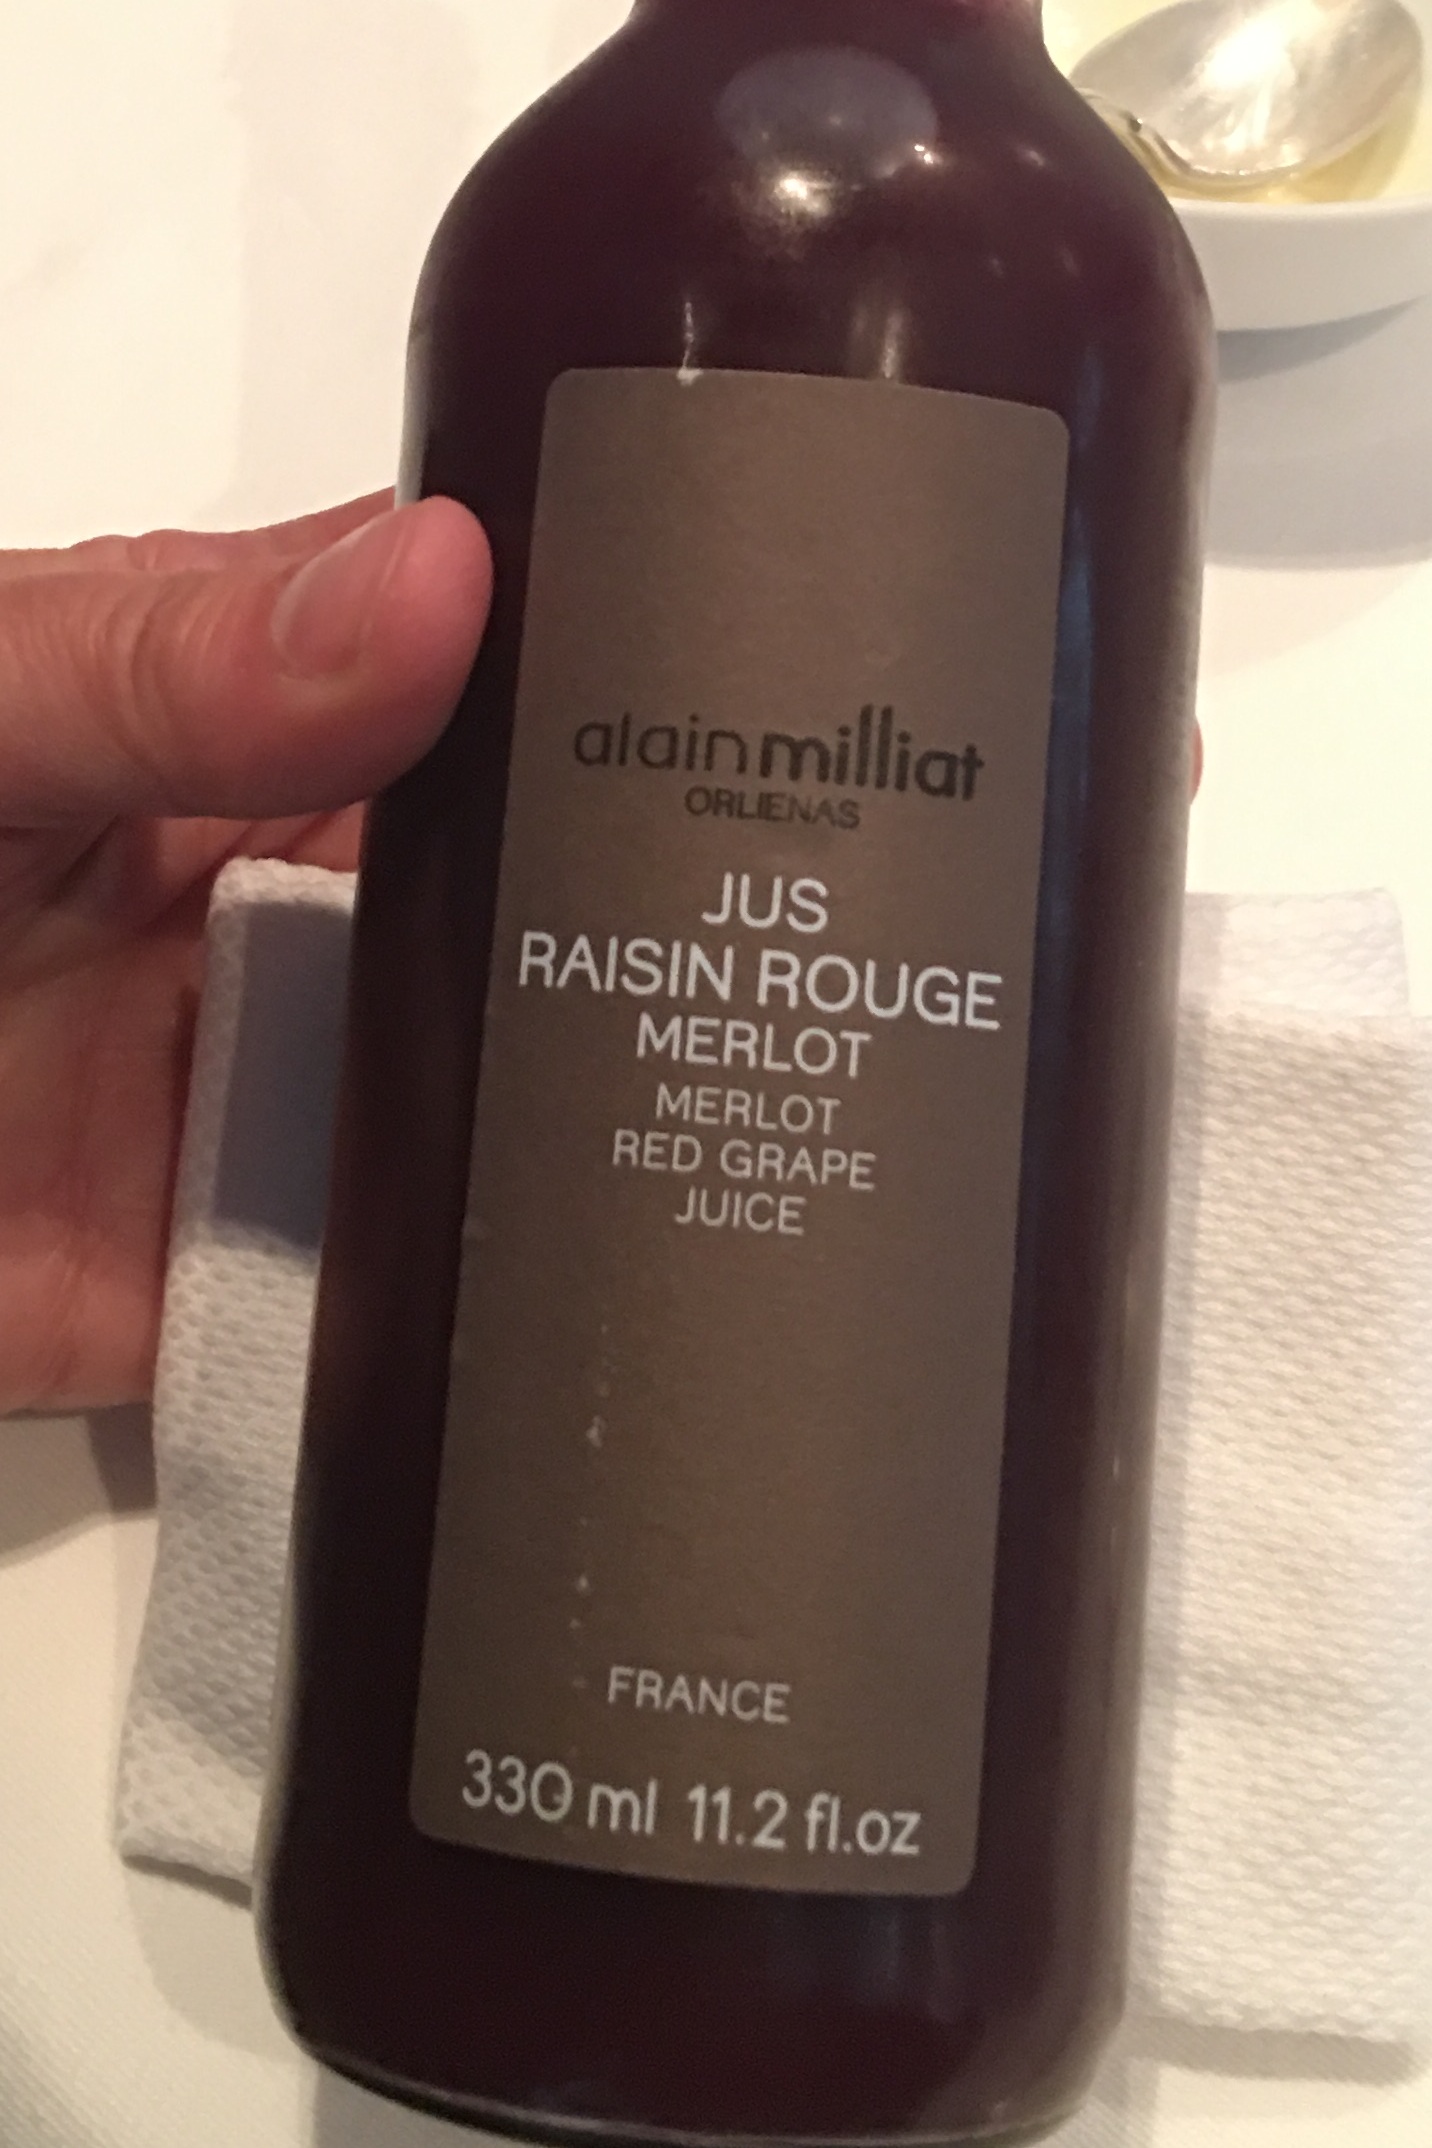 alain milliat
ORLIENAS
JUS
RAISIN ROUGE
MERLOT
MERLOT
RED GRAPE
JUICE
FRANCE
330 ml 11.2 fl.oz